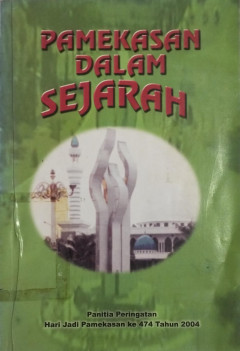 PAMEKASAN
DALAM
SEJARAH
Panitia Peringatan
Hari Jadi Pamekasan ke 474 Tahun 2004